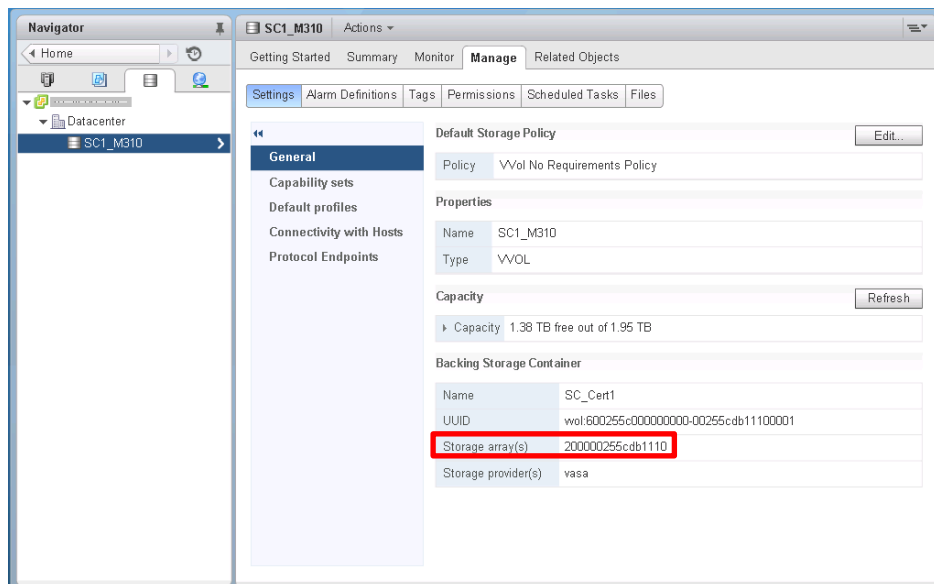 Navigator
Home
Datacenter
SC1_M310
SC1_M310 Actions
Getting Started Summary Monitor Manage Related Objects
Settings Alarm Definitions Tags Permissions Scheduled Tasks Files
General
Capability sets
Default profiles
Connectivity with Hosts
Protocol Endpoints
Default Storage Policy Edit...
Policy VVol No Requirements Policy
Properties
Name SC1_M310
Type VVOL
Capacity Refresh
Capacity 1.38 TB free out of 1.95 TB
Backing Storage Container
Name SC_Cert1
UUID vvol:600255c000000000-00255cdb11100001
Storage array(s) 200000255cdb1110
Storage provider(s) vasa